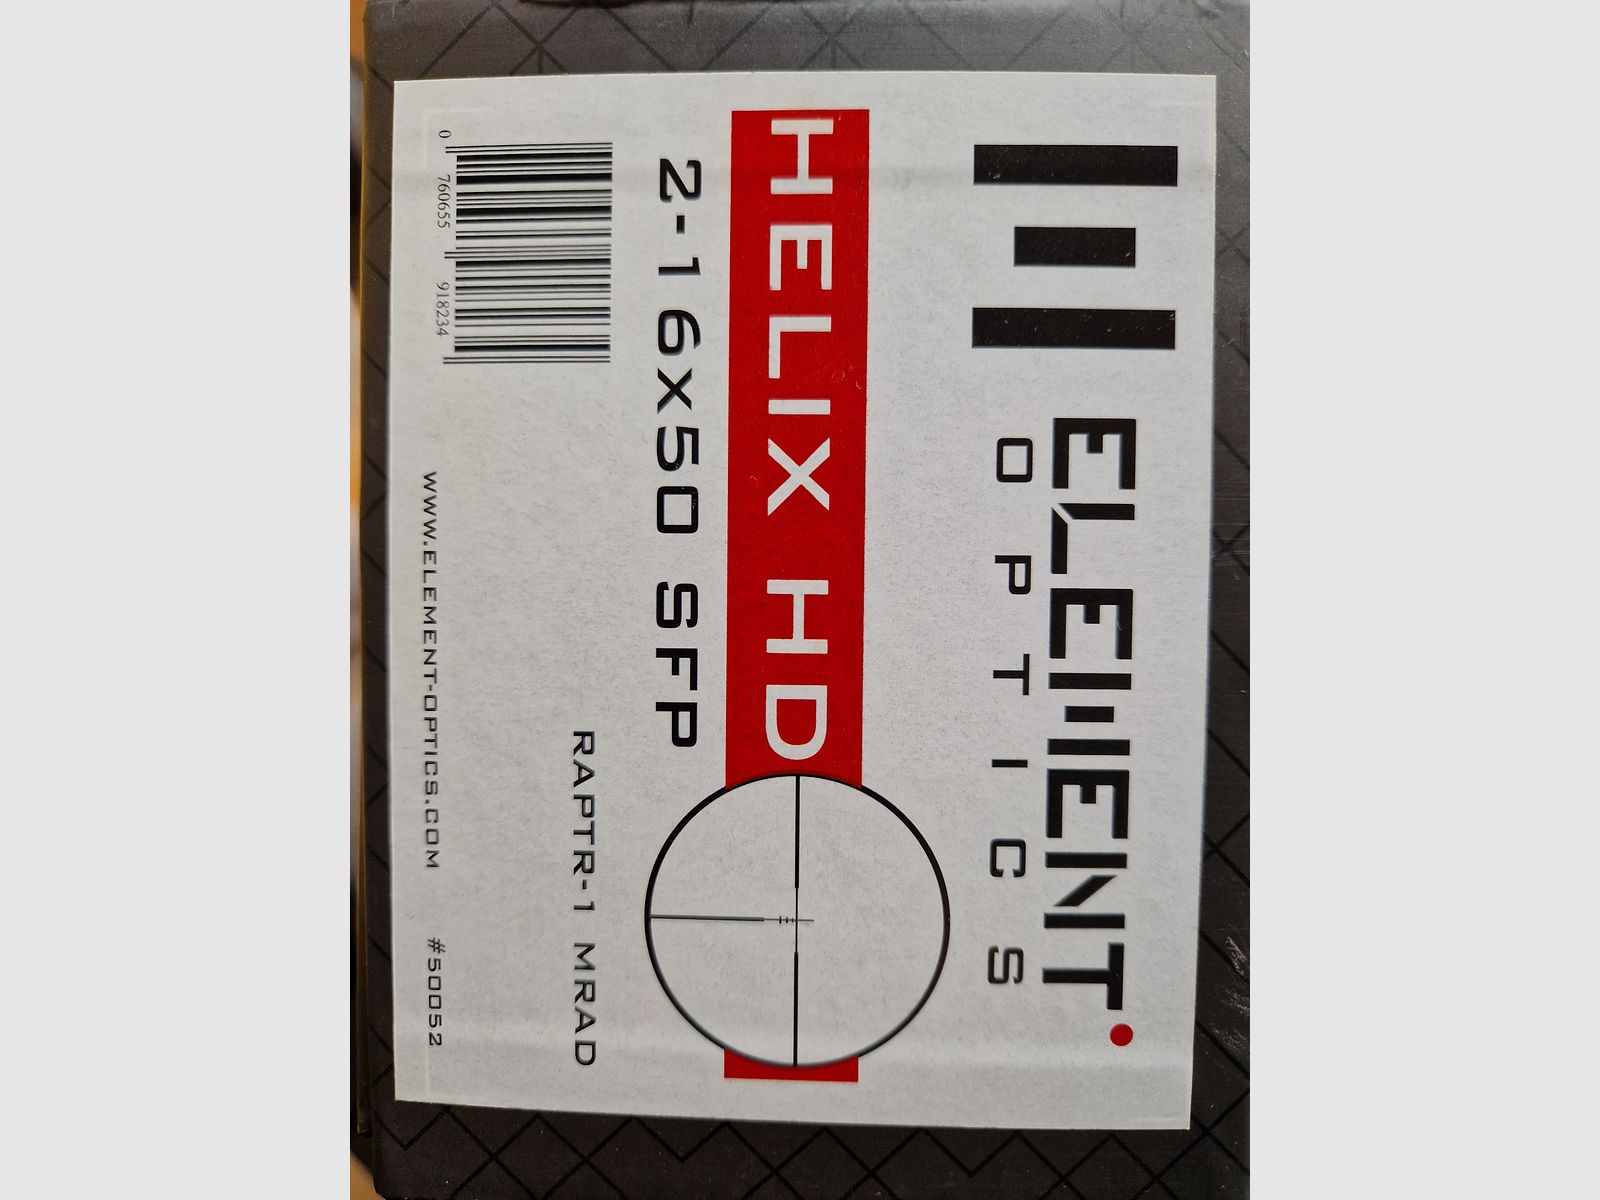 ELEMENT
OPTICS
HELIX HD
2-16x50 SFP
RAPTR-1 MRAD
0 760655 918234
WWW.ELEMENT-OPTICS.COM
#50052